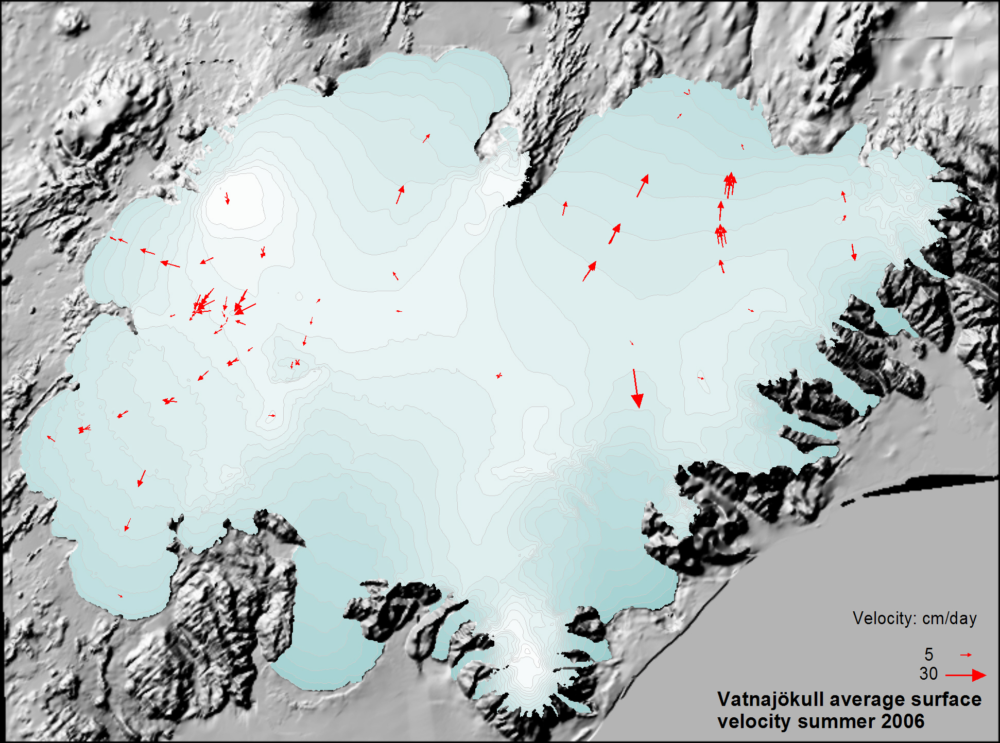 Velocity: cm/day
5
30
Vatnajökull average surface
velocity summer 2006